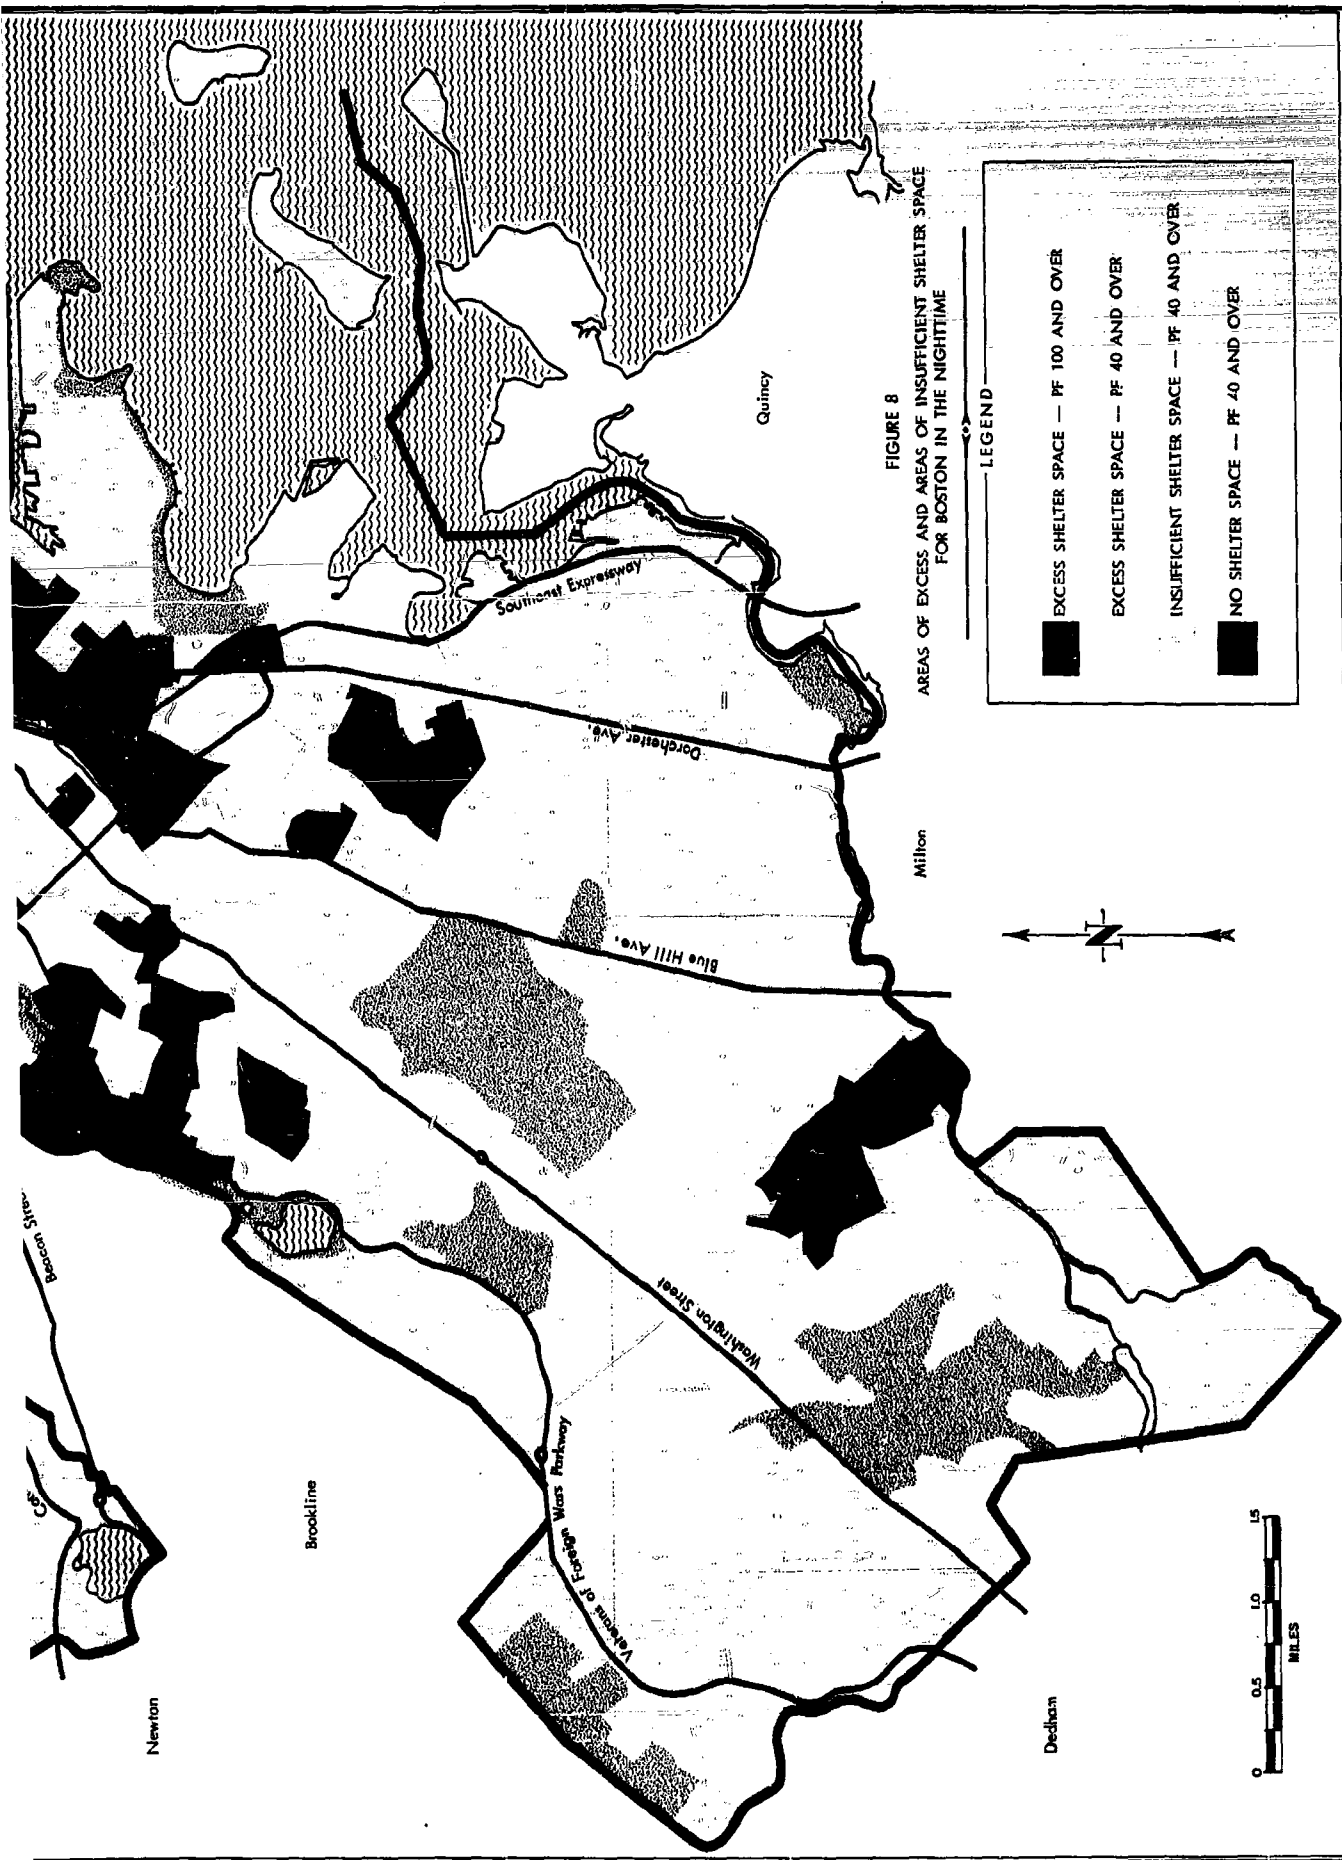 Newton
Beacon
Brookline
Dedham
Milton
Quincy
Veterans of Foreign Wars Parkway
Washington Street
Blue Hill Ave.
Dorchester Ave.
Southeast Expressway
N
0 0.5 1.0 1.5
MILES
FIGURE 8
AREAS OF EXCESS AND AREAS OF INSUFFICIENT SHELTER SPACE
FOR BOSTON IN THE NIGHTTIME
LEGEND
EXCESS SHELTER SPACE — PF 100 AND OVER
EXCESS SHELTER SPACE — PF 40 AND OVER
INSUFFICIENT SHELTER SPACE — PF 40 AND OVER
NO SHELTER SPACE — PF 40 AND OVER